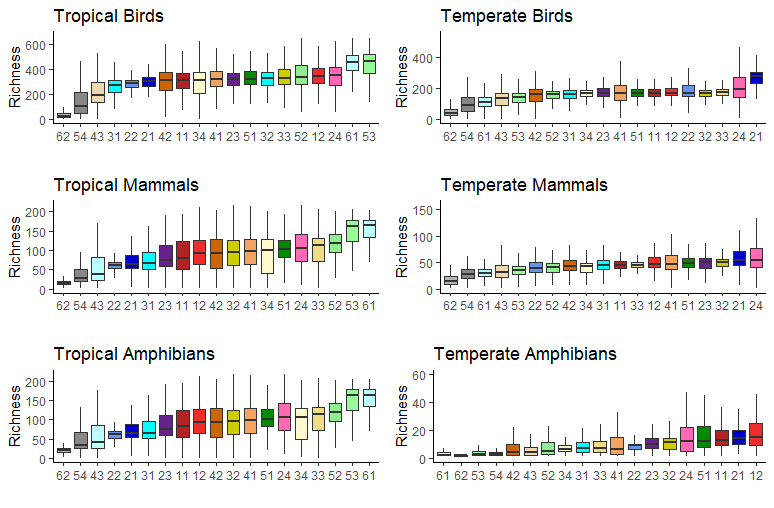 Tropical Birds
Richness
600
400
200
0
62 54 43 31 22 21 42 11 34 41 23 51 32 33 52 12 24 61 53
Temperate Birds
Richness
400
200
0
62 54 61 43 53 42 52 31 34 23 41 51 11 12 22 32 33 24 21
Tropical Mammals
Richness
200
150
100
50
0
62 54 43 22 21 31 23 11 12 42 32 41 34 51 24 33 52 53 61
Temperate Mammals
Richness
150
100
50
0
62 54 61 43 53 22 52 42 34 31 11 33 12 41 51 23 32 21 24
Tropical Amphibians
Richness
200
150
100
50
0
62 54 43 22 21 31 23 11 12 42 32 41 51 24 34 33 52 53 61
Temperate Amphibians
Richness
60
40
20
0
61 62 53 54 42 43 52 34 31 33 41 22 23 32 24 51 11 21 12